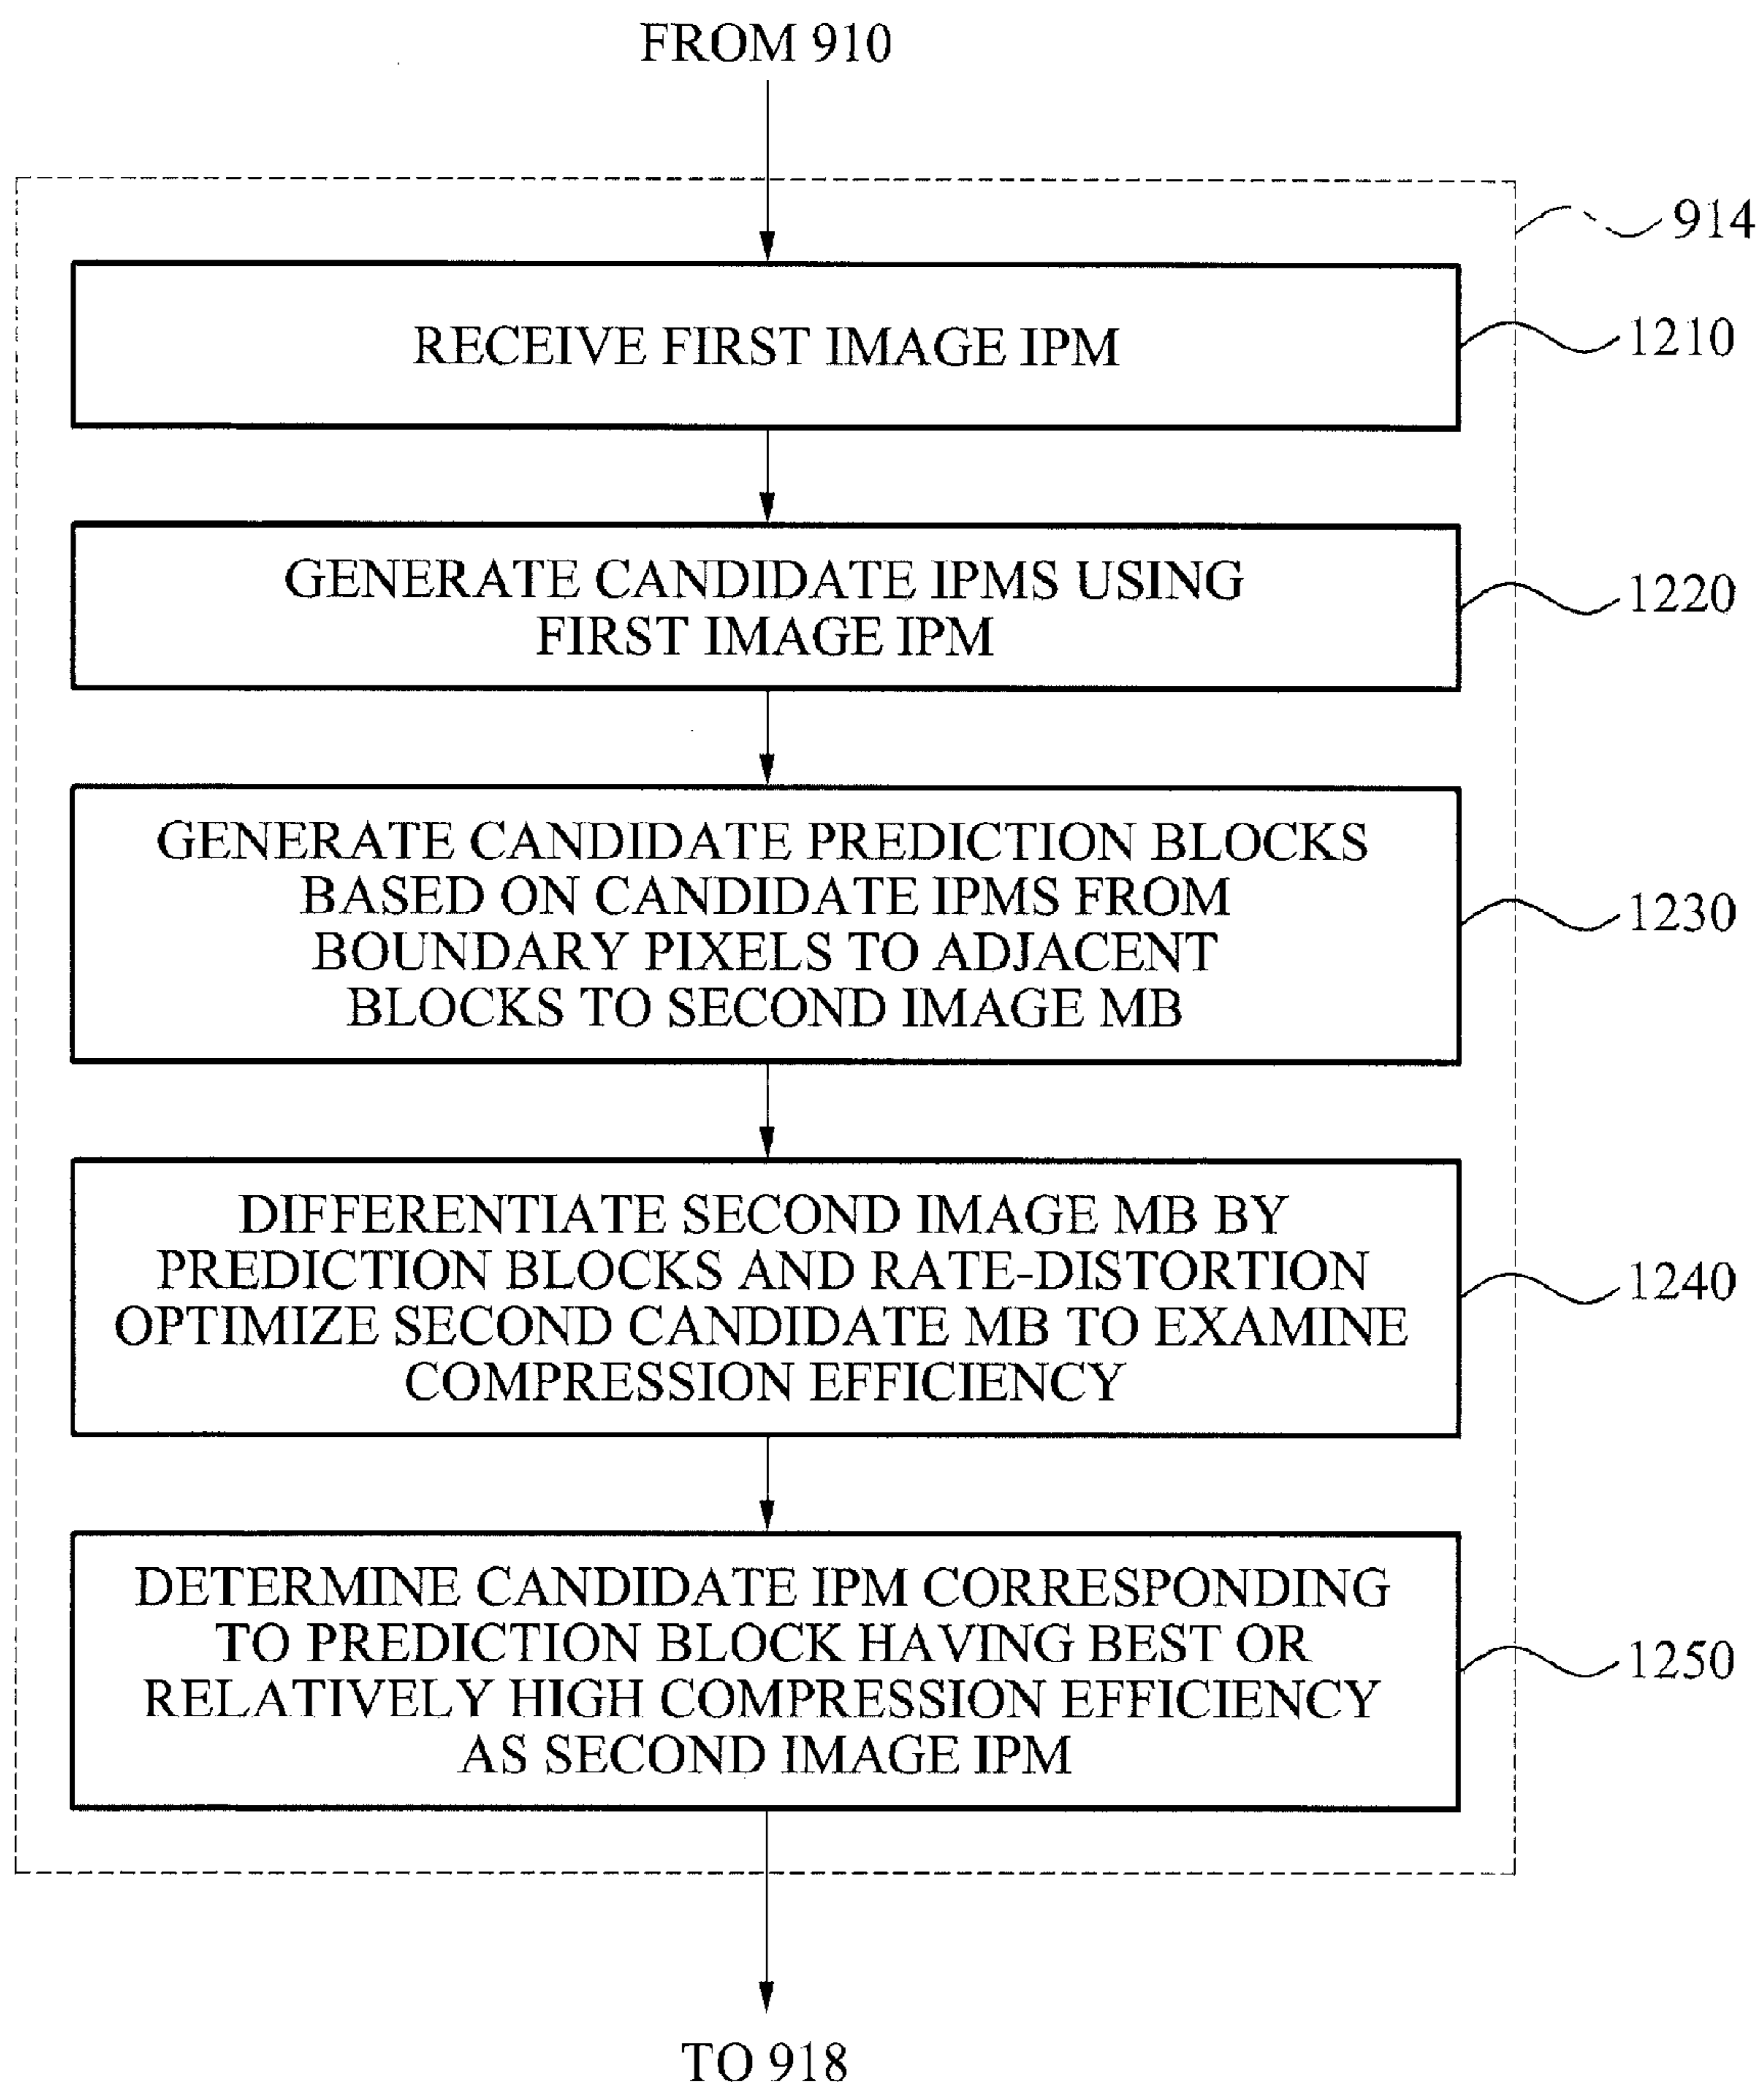 FROM 910
914
RECEIVE FIRST IMAGE IPM
1210
GENERATE CANDIDATE IPMS USING
FIRST IMAGE IPM
1220
GENERATE CANDIDATE PREDICTION BLOCKS
BASED ON CANDIDATE IPMS FROM
BOUNDARY PIXELS TO ADJACENT
BLOCKS TO SECOND IMAGE MB
1230
DIFFERENTIATE SECOND IMAGE MB BY
PREDICTION BLOCKS AND RATE-DISTORTION
OPTIMIZE SECOND CANDIDATE MB TO EXAMINE
COMPRESSION EFFICIENCY
1240
DETERMINE CANDIDATE IPM CORRESPONDING
TO PREDICTION BLOCK HAVING BEST OR
RELATIVELY HIGH COMPRESSION EFFICIENCY
AS SECOND IMAGE IPM
1250
TO 918